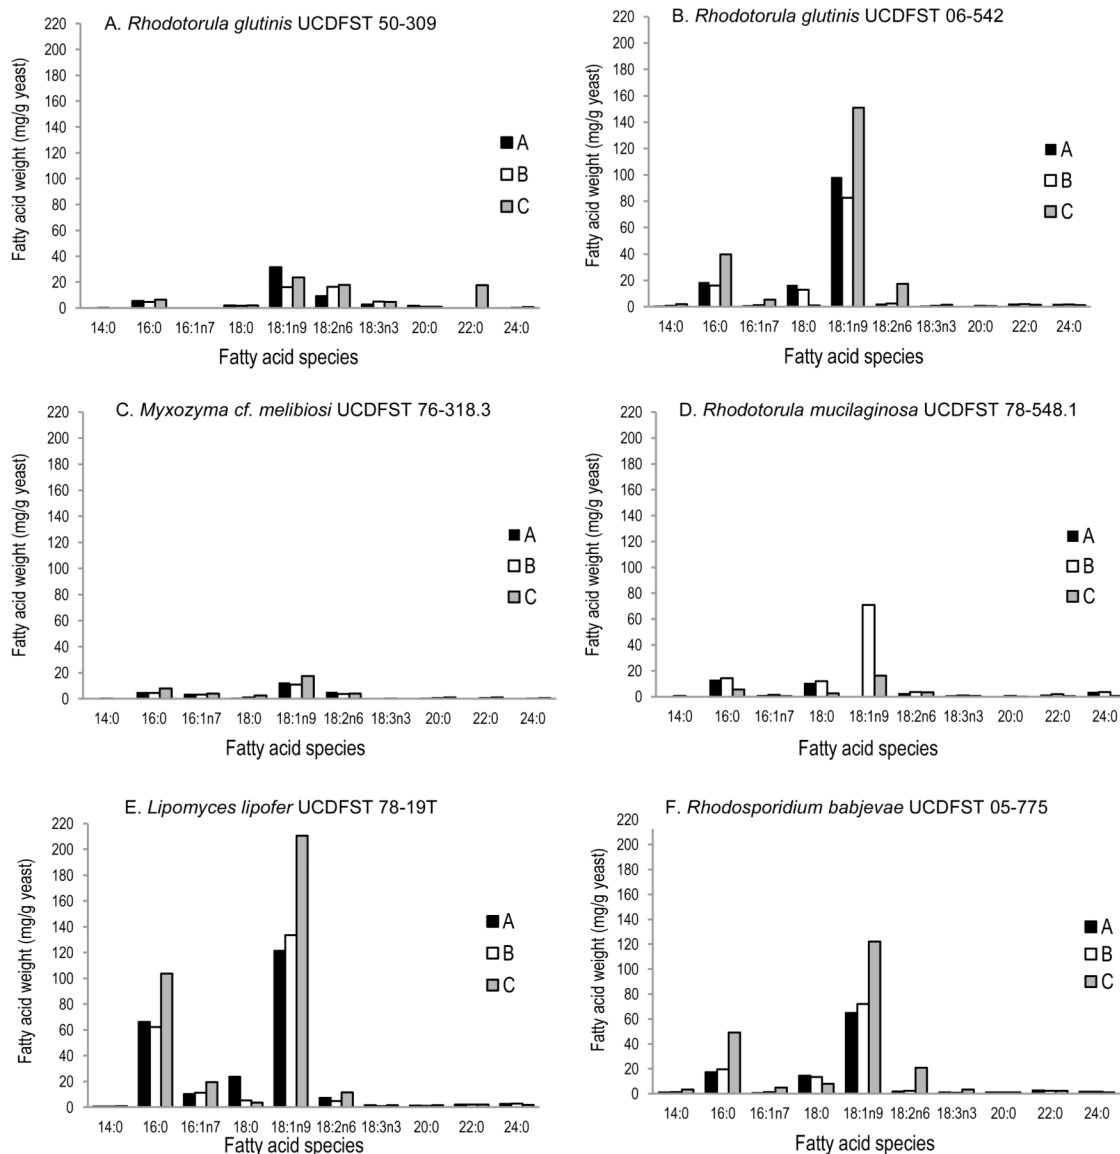 A. Rhodotorula glutinis UCDFST 50-309
Fatty acid weight (mg/g yeast)
220
200
180
160
140
120
100
80
60
40
20
0
A
B
C
14:0 16:0 16:1n7 18:0 18:1n9 18:2n6 18:3n3 20:0 22:0 24:0
Fatty acid species
B. Rhodotorula glutinis UCDFST 06-542
Fatty acid weight (mg/g yeast)
220
200
180
160
140
120
100
80
60
40
20
0
A
B
C
14:0 16:0 16:1n7 18:0 18:1n9 18:2n6 18:3n3 20:0 22:0 24:0
Fatty acid species
C. Myxozyma cf. melibiosi UCDFST 76-318.3
Fatty acid weight (mg/g yeast)
220
200
180
160
140
120
100
80
60
40
20
0
A
B
C
14:0 16:0 16:1n7 18:0 18:1n9 18:2n6 18:3n3 20:0 22:0 24:0
Fatty acid species
D. Rhodotorula mucilaginosa UCDFST 78-548.1
Fatty acid weight (mg/g yeast)
220
200
180
160
140
120
100
80
60
40
20
0
A
B
C
14:0 16:0 16:1n7 18:0 18:1n9 18:2n6 18:3n3 20:0 22:0 24:0
Fatty acid species
E. Lipomyces lipofer UCDFST 78-19T
Fatty acid weight (mg/g yeast)
220
200
180
160
140
120
100
80
60
40
20
0
A
B
C
14:0 16:0 16:1n7 18:0 18:1n9 18:2n6 18:3n3 20:0 22:0 24:0
Fatty acid species
F. Rhodosporidium babjevae UCDFST 05-775
Fatty acid weight (mg/g yeast)
220
200
180
160
140
120
100
80
60
40
20
0
A
B
C
14:0 16:0 16:1n7 18:0 18:1n9 18:2n6 18:3n3 20:0 22:0 24:0
Fatty acid species